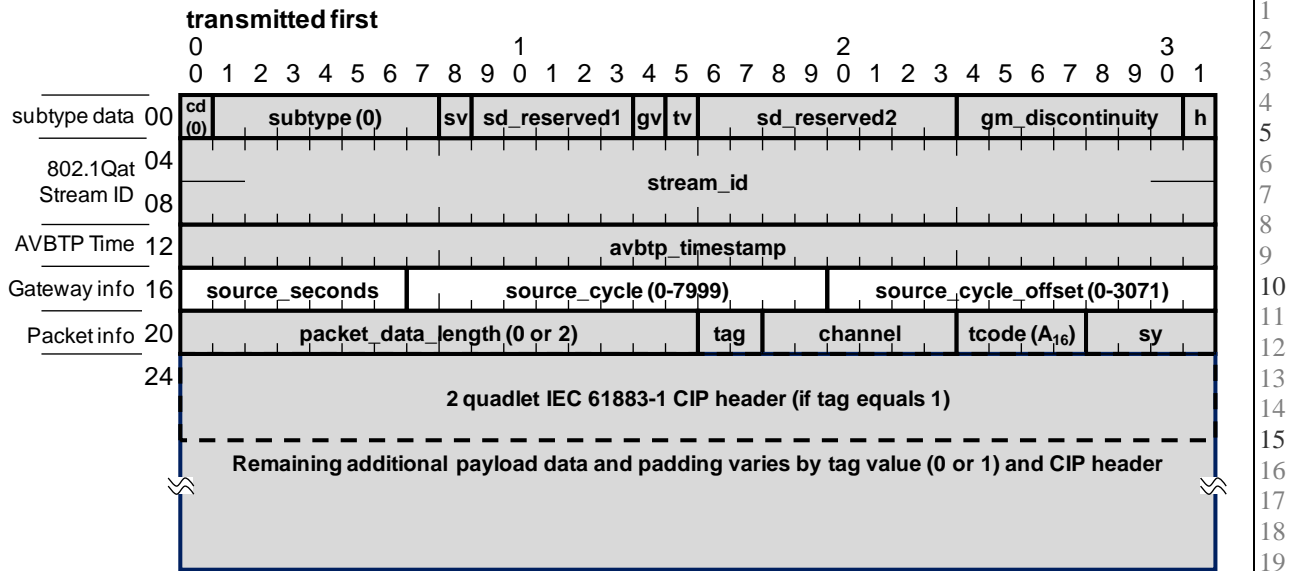 transmitted first
0 1 2 3
0 1 2 3 4 5 6 7 8 9 0 1 2 3 4 5 6 7 8 9 0 1 2 3 4 5 6 7 8 9 0 1
subtype data 00 cd (0) subtype (0) sv sd_reserved1 gv tv sd_reserved2 gm_discontinuity h
802.1Qat Stream ID 04 08 stream_id
AVBTP Time 12 avbtp_timestamp
Gateway info 16 source_seconds source_cycle (0-7999) source_cycle_offset (0-3071)
Packet info 20 packet_data_length (0 or 2) tag channel tcode (A16) sy
24
2 quadlet IEC 61883-1 CIP header (if tag equals 1)
Remaining additional payload data and padding varies by tag value (0 or 1) and CIP header
1
2
3
4
5
6
7
8
9
10
11
12
13
14
15
16
17
18
19